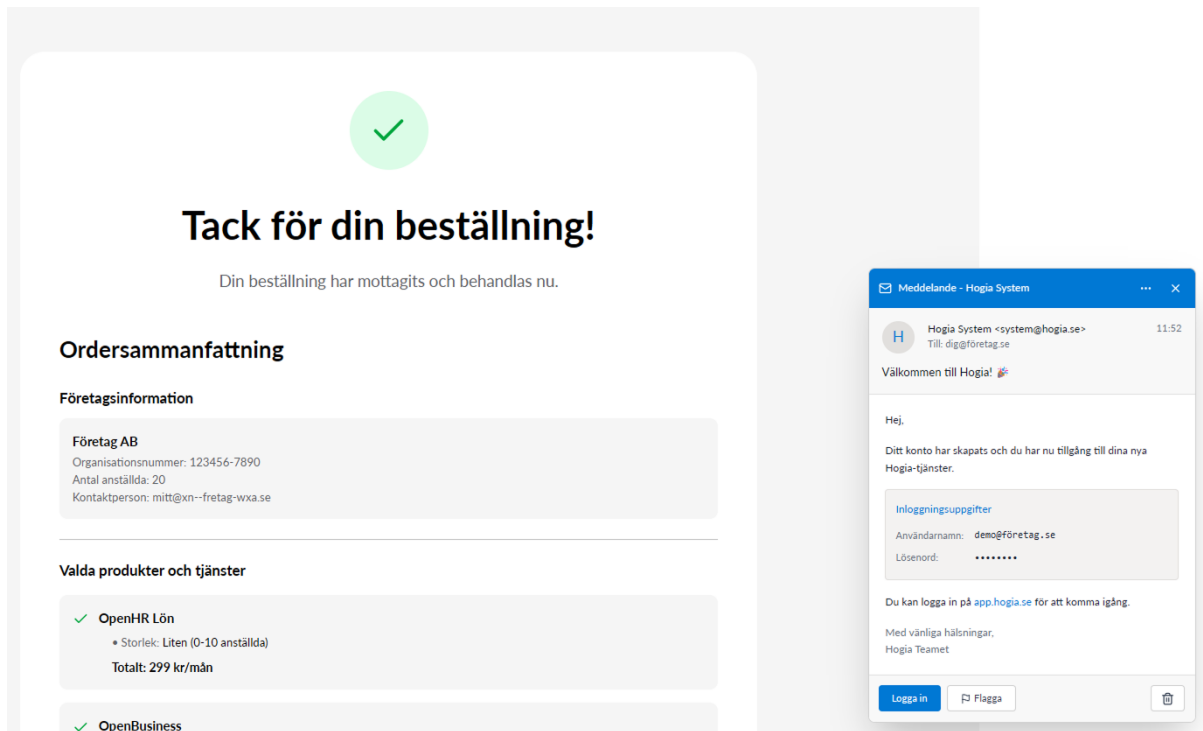 Tack för din beställning!
Din beställning har mottagits och behandlas nu.
Ordersammanfattning
Företagsinformation
Företag AB
Organisationsnummer: 123456-7890
Antal anställda: 20
Kontaktperson: mitt@xn--fretag-wxa.se
Valda produkter och tjänster
OpenHR Lön
• Storlek: Liten (0-10 anställda)
Totalt: 299 kr/mån
OpenBusiness
Meddelande - Hogia System
H
Hogia System <system@hogia.se>
11:52
Till: dig@företag.se
Välkommen till Hogia! 🎉
Hej,
Ditt konto har skapats och du har nu tillgång till dina nya
Hogia-tjänster.
Inloggningsuppgifter
Användarnamn: demo@företag.se
Lösenord: ••••••••
Du kan logga in på app.hogia.se för att komma igång.
Med vänliga hälsningar,
Hogia Teamet
Logga in
Flagga